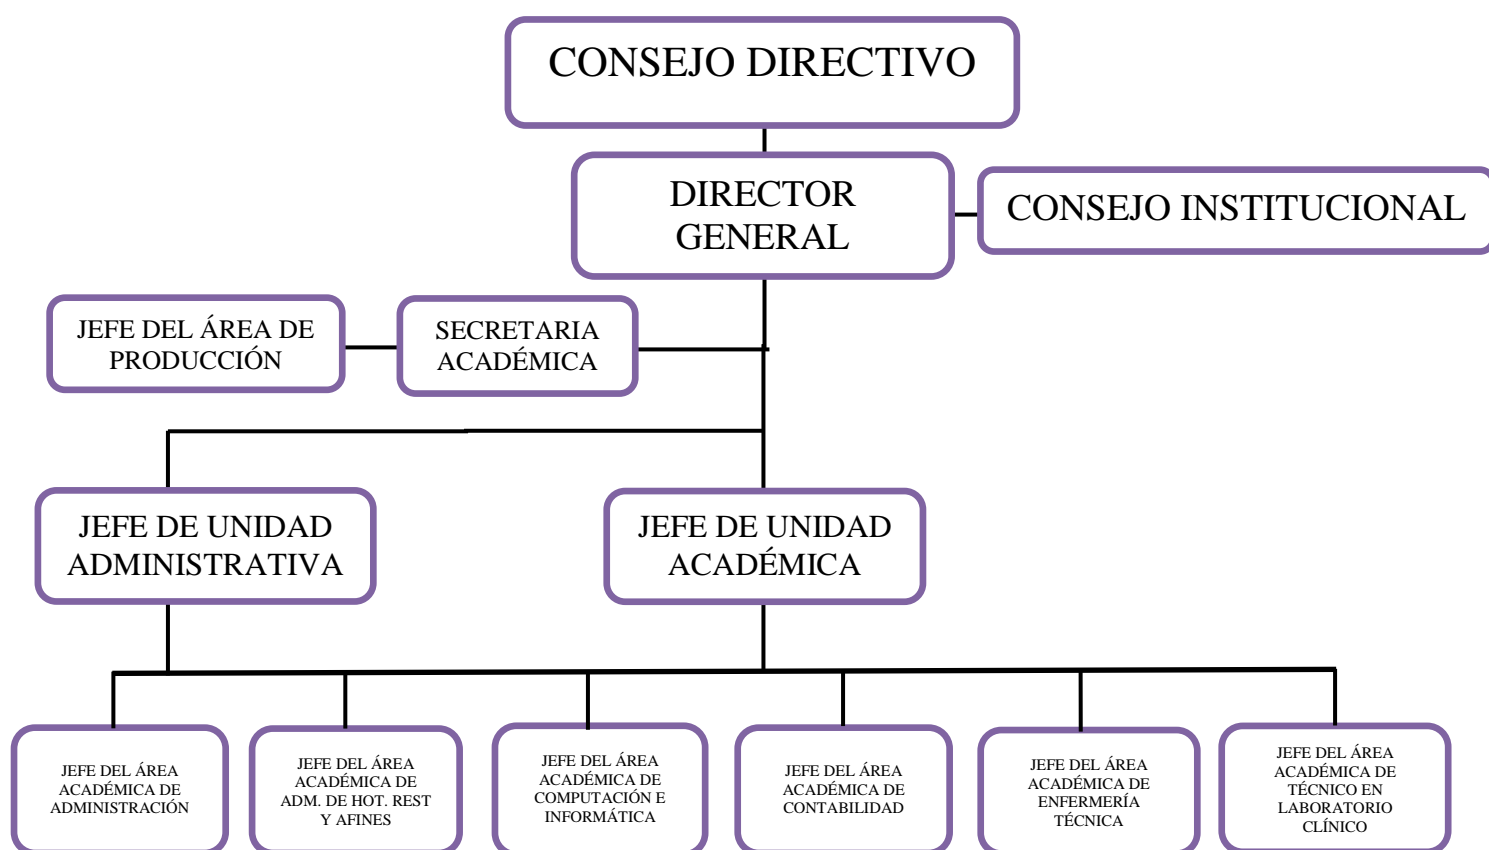 CONSEJO DIRECTIVO
DIRECTOR
GENERAL
CONSEJO INSTITUCIONAL
JEFE DEL ÁREA DE
PRODUCCIÓN
SECRETARIA
ACADÉMICA
JEFE DE UNIDAD
ADMINISTRATIVA
JEFE DE UNIDAD
ACADÉMICA
JEFE DEL ÁREA
ACADÉMICA DE
ADMINISTRACIÓN
JEFE DEL ÁREA
ACADÉMICA DE
ADM. DE HOT. REST
Y AFINES
JEFE DEL ÁREA
ACADÉMICA DE
COMPUTACIÓN E
INFORMÁTICA
JEFE DEL ÁREA
ACADÉMICA DE
CONTABILIDAD
JEFE DEL ÁREA
ACADÉMICA DE
ENFERMERÍA
TÉCNICA
JEFE DEL ÁREA
ACADÉMICA DE
TÉCNICO EN
LABORATORIO
CLÍNICO